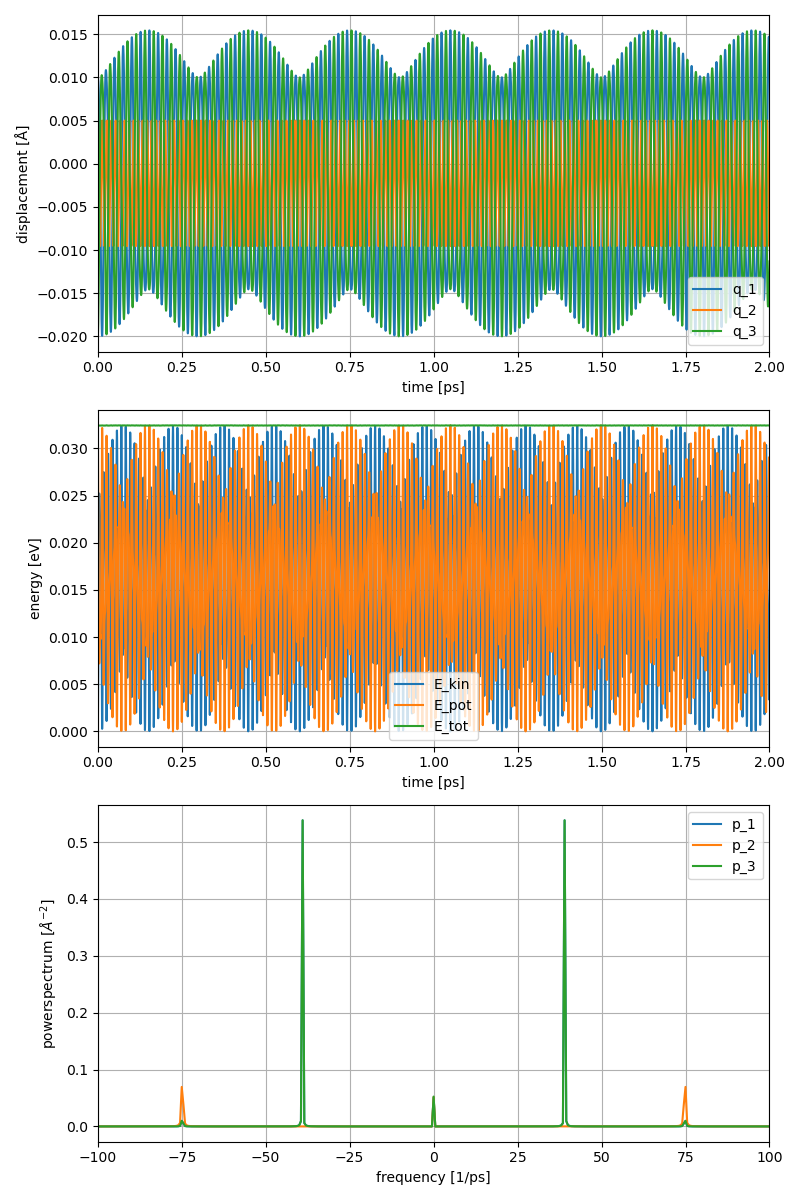 0.015
0.010
0.005
0.000
−0.005
−0.010
−0.015
−0.020
displacement [Å]
q_1
q_2
q_3
0.00 0.25 0.50 0.75 1.00 1.25 1.50 1.75 2.00
time [ps]
0.030
0.025
0.020
0.015
0.010
0.005
0.000
energy [eV]
E_kin
E_pot
E_tot
0.00 0.25 0.50 0.75 1.00 1.25 1.50 1.75 2.00
time [ps]
0.5
0.4
0.3
0.2
0.1
0.0
powerspectrum [Å⁻²]
p_1
p_2
p_3
−100 −75 −50 −25 0 25 50 75 100
frequency [1/ps]